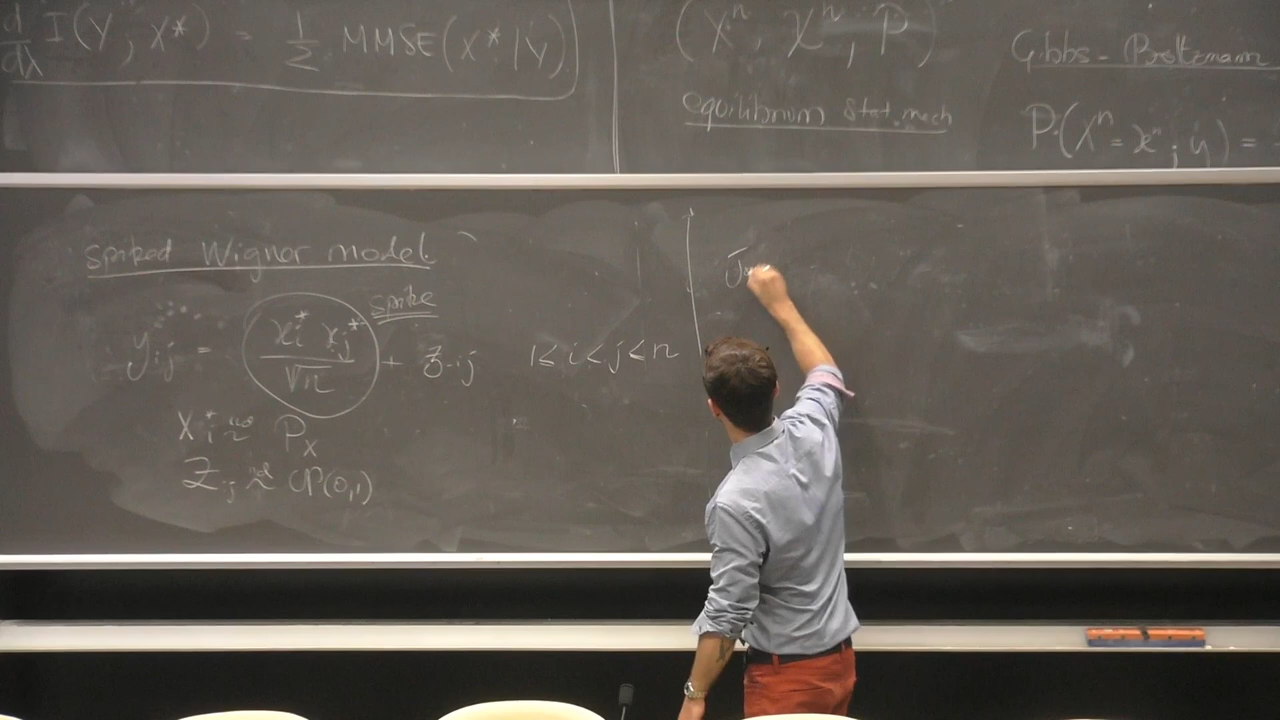 d/dλ I(Y; X*) = 1/2 MMSE(X*|Y)
(X^n, 𝒳^n, P)
equilibrium stat. mech
Gibbs-Boltzmann
P(X^n = x^n; y) =
spiked Wigner model
spike
y_ij = x_i* x_j* / √n + z_ij   1 ≤ i < j ≤ n
X_i* iid ~ P_X
Z_ij iid ~ N(0,1)